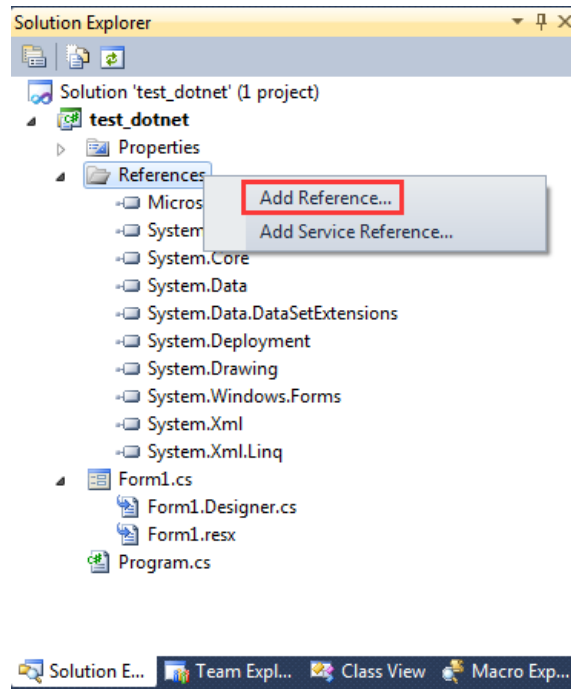 Solution Explorer
Solution 'test_dotnet' (1 project)
test_dotnet
Properties
References
Add Reference...
Micros
Add Service Reference...
System
System.Core
System.Data
System.Data.DataSetExtensions
System.Deployment
System.Drawing
System.Windows.Forms
System.Xml
System.Xml.Linq
Form1.cs
Form1.Designer.cs
Form1.resx
Program.cs
Solution E... Team Expl... Class View Macro Exp...